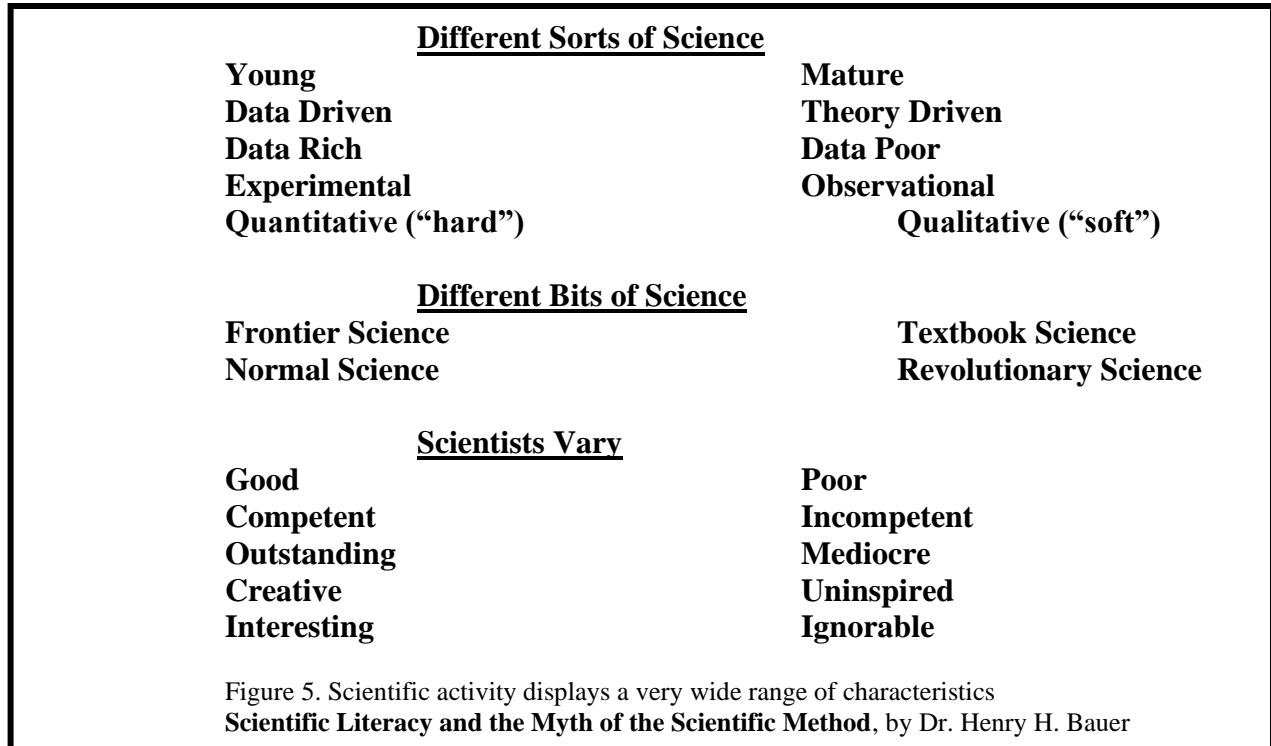 Different Sorts of Science
Young Mature
Data Driven Theory Driven
Data Rich Data Poor
Experimental Observational
Quantitative (“hard”) Qualitative (“soft”)
Different Bits of Science
Frontier Science Textbook Science
Normal Science Revolutionary Science
Scientists Vary
Good Poor
Competent Incompetent
Outstanding Mediocre
Creative Uninspired
Interesting Ignorable
Figure 5. Scientific activity displays a very wide range of characteristics
Scientific Literacy and the Myth of the Scientific Method, by Dr. Henry H. Bauer